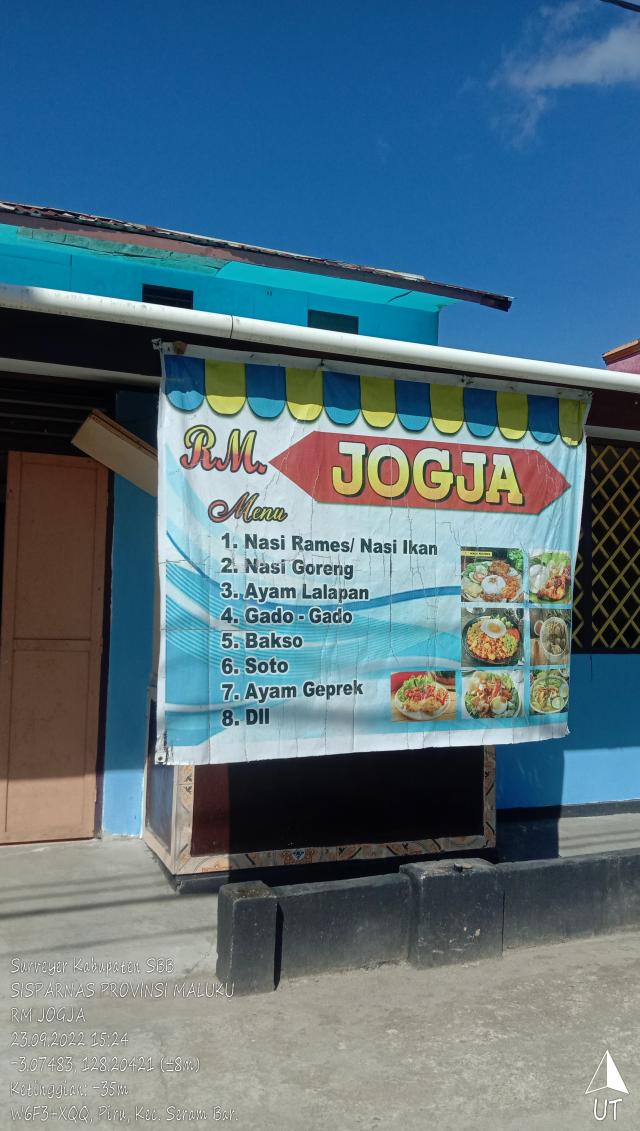 RM. JOGJA
Menu
1. Nasi Rames/ Nasi Ikan
2. Nasi Goreng
3. Ayam Lalapan
4. Gado - Gado
5. Bakso
6. Soto
7. Ayam Geprek
8. Dll
Surveyer Kabupaten SBB
SISPARNAS PROVINSI MALUKU
RM JOGJA
23.09.2022 15:24
-3.07483, 128.20421 (±8m)
Ketinggian: -35m
W6F3+XQQ, Piru, Kec. Seram Bar.
UT